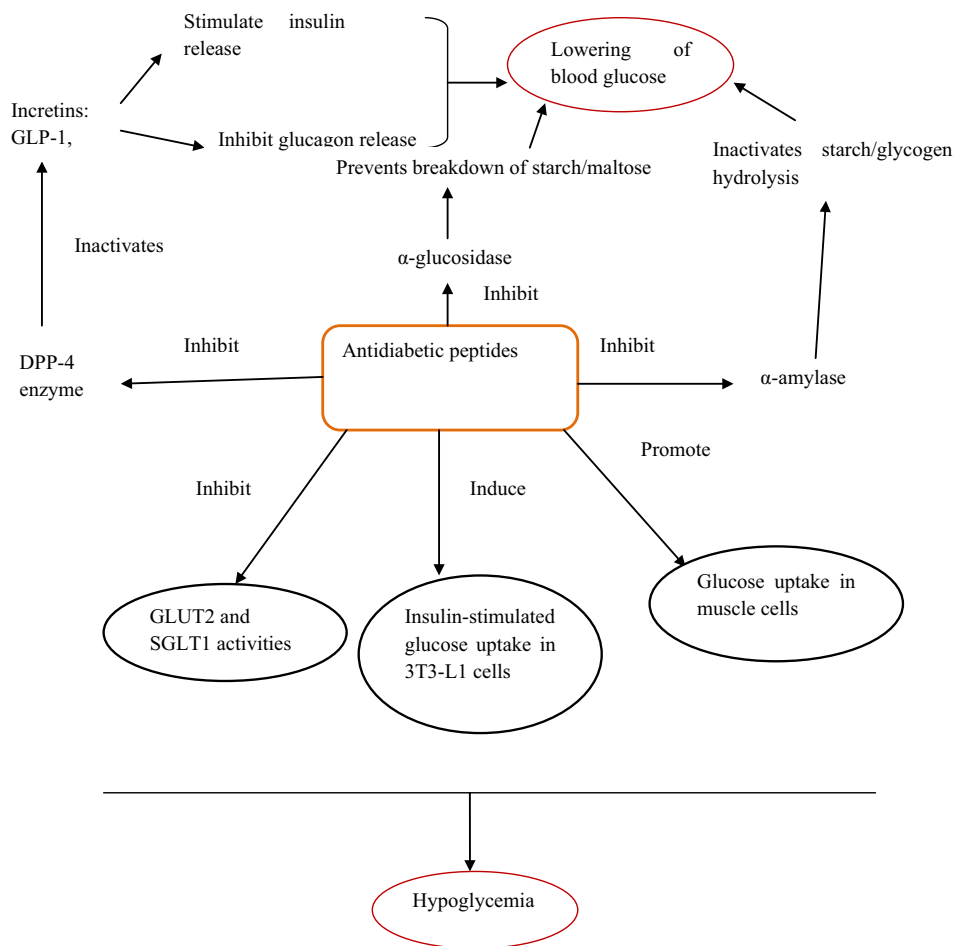 Stimulate insulin
release
Lowering of
blood glucose
Incretins:
GLP-1,
Inhibit glucagon release
Prevents breakdown of starch/maltose
Inactivates starch/glycogen
hydrolysis
Inactivates
α-glucosidase
Inhibit
DPP-4
enzyme
Inhibit
Antidiabetic peptides
Inhibit
α-amylase
Inhibit
Induce
Promote
GLUT2 and
SGLT1 activities
Insulin-stimulated
glucose uptake in
3T3-L1 cells
Glucose uptake in
muscle cells
Hypoglycemia